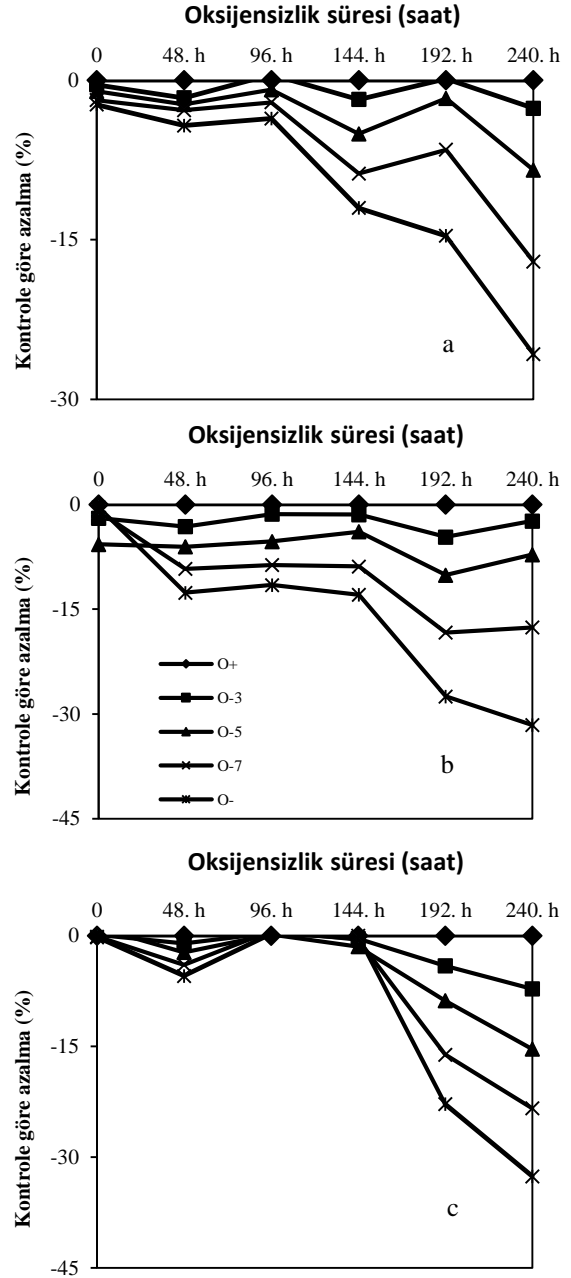 Oksijensizlik süresi (saat)
0 48. h 96. h 144. h 192. h 240. h
0
-15
-30
Kontrole göre azalma (%)
a
Oksijensizlik süresi (saat)
0 48. h 96. h 144. h 192. h 240. h
0
-15
-30
-45
Kontrole göre azalma (%)
O+
O-3
O-5
O-7
O-
b
Oksijensizlik süresi (saat)
0 48. h 96. h 144. h 192. h 240. h
0
-15
-30
-45
Kontrole göre azalma (%)
c